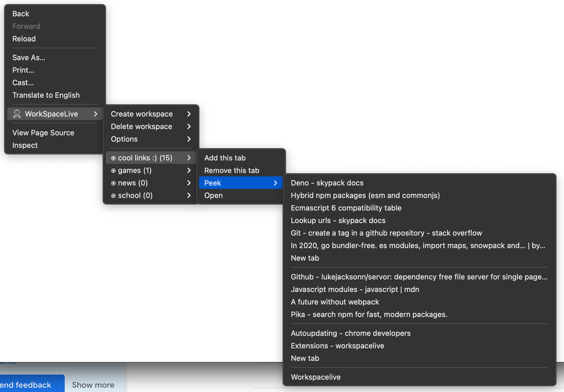 Back
Forward
Reload
Save As...
Print...
Cast...
Translate to English
WorkSpaceLive
View Page Source
Inspect
Create workspace
Delete workspace
Options
cool links :) (15)
games (1)
news (0)
school (0)
Add this tab
Remove this tab
Peek
Open
Deno - skypack docs
Hybrid npm packages (esm and commonjs)
Ecmascript 6 compatibility table
Lookup urls - skypack docs
Git - create a tag in a github repository - stack overflow
In 2020, go bundler-free. es modules, import maps, snowpack and... | by...
New tab
Github - lukejacksonn/servor: dependency free file server for single page...
Javascript modules - javascript | mdn
A future without webpack
Pika - search npm for fast, modern packages.
Autoupdating - chrome developers
Extensions - workspacelive
New tab
Workspacelive
end feedback
Show more